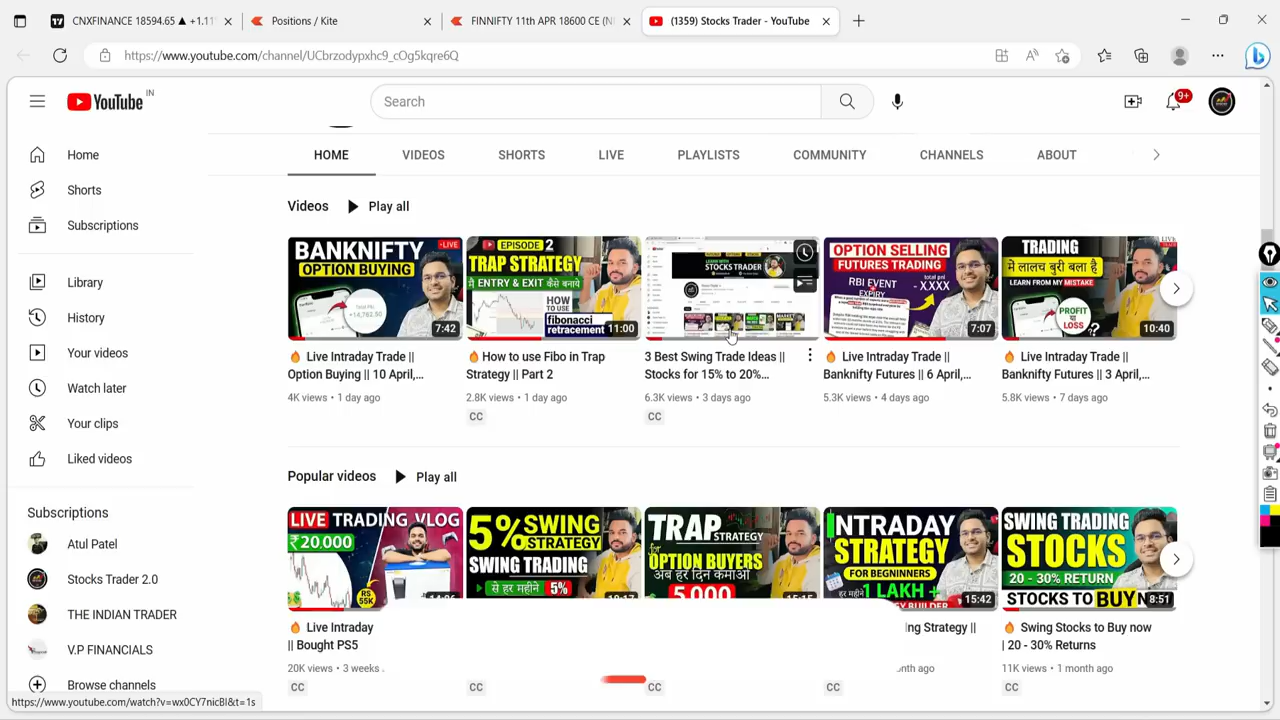 CNXFINANCE 18594.65 ▲ +1.11
Positions / Kite
FINNIFTY 11th APR 18600 CE (N
(1359) Stocks Trader - YouTube
https://www.youtube.com/channel/UCbrzodypxhc9_cOg5kqre6Q
YouTube IN
Search
9+
Home
Shorts
Subscriptions
Library
History
Your videos
Watch later
Your clips
Liked videos
Subscriptions
Atul Patel
Stocks Trader 2.0
THE INDIAN TRADER
V.P FINANCIALS
Browse channels
HOME VIDEOS SHORTS LIVE PLAYLISTS COMMUNITY CHANNELS ABOUT
Videos Play all
BANKNIFTY
LIVE
OPTION BUYING
Total P&L
+14,762.50
7:42
🔥 Live Intraday Trade ||
Option Buying || 10 April,...
4K views • 1 day ago
EPISODE 2
TRAP STRATEGY
में ENTRY & EXIT कैसे बनाये
HOW TO USE
fibonacci
retracement
11:00
🔥How to use Fibo in Trap
Strategy || Part 2
2.8K views • 1 day ago
CC
STOCKS TRADER
3 Best Swing Trade Ideas ||
Stocks for 15% to 20%...
6.3K views • 3 days ago
CC
OPTION SELLING
FUTURES TRADING
RBI EVENT
EXPIRY
total pnl
-XXXX
7:07
🔥 Live Intraday Trade ||
Banknifty Futures || 6 April,...
5.3K views • 4 days ago
TRADING
में लालच बुरी बला है
LEARN FROM MY MISTAKE
PROFIT
या
LOSS ?
10:40
🔥 Live Intraday Trade ||
Banknifty Futures || 3 April,...
5.8K views • 7 days ago
Popular videos Play all
LIVE TRADING VLOG
₹20,000
RS
55K
🔥 Live Intraday
|| Bought PS5
20K views • 3 weeks
CC
5% SWING
STRATEGY
SWING TRADING
से हर महीने 5%
CC
TRAP STRATEGY
for
OPTION BUYERS
अब हर दिन कमाओ
5,000
CC
INTRADAY
STRATEGY
FOR BEGINNERS
हर महीने 1 LAKH +
15:42
ing Strategy ||
onth ago
CC
SWING TRADING
STOCKS
20 - 30% RETURN
STOCKS TO BUY N
8:51
🔥 Swing Stocks to Buy now
| 20 - 30% Returns
11K views • 1 month ago
CC
https://www.youtube.com/watch?v=wx0CY7nicBI&t=1s